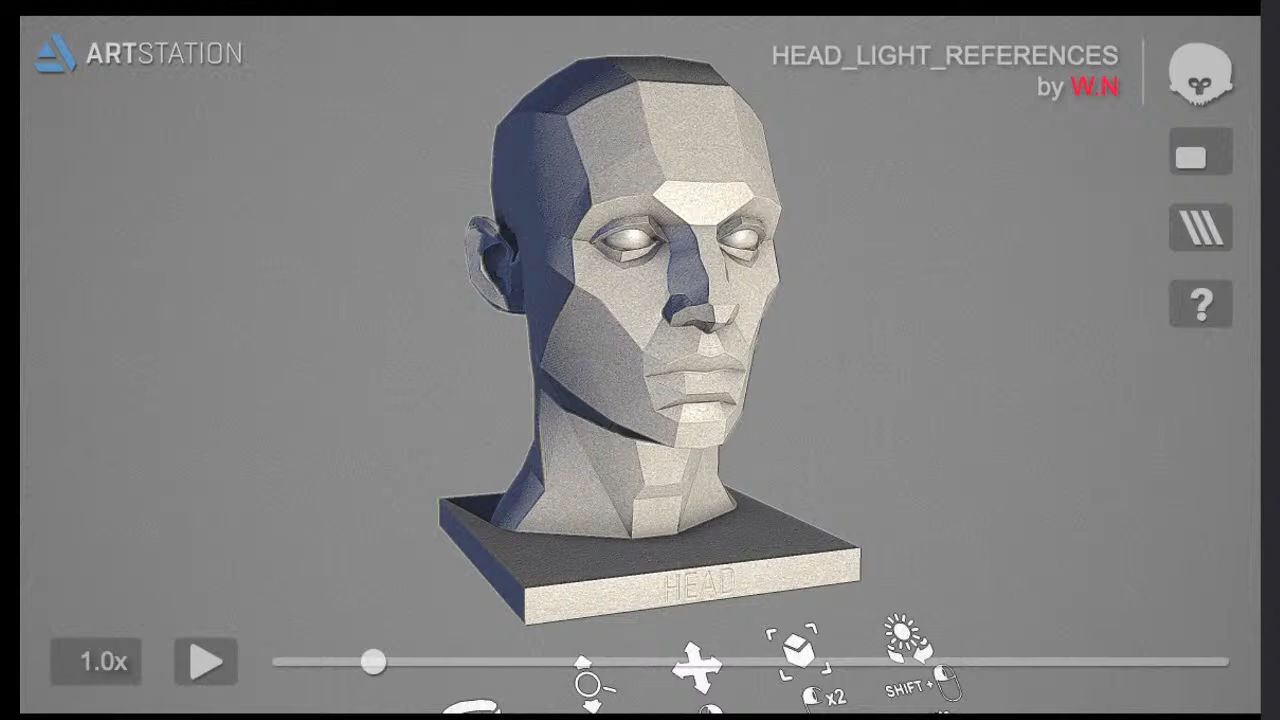 ARTSTATION
HEAD_LIGHT_REFERENCES
by W.N
?
HEAD
1.0x
x2
SHIFT +